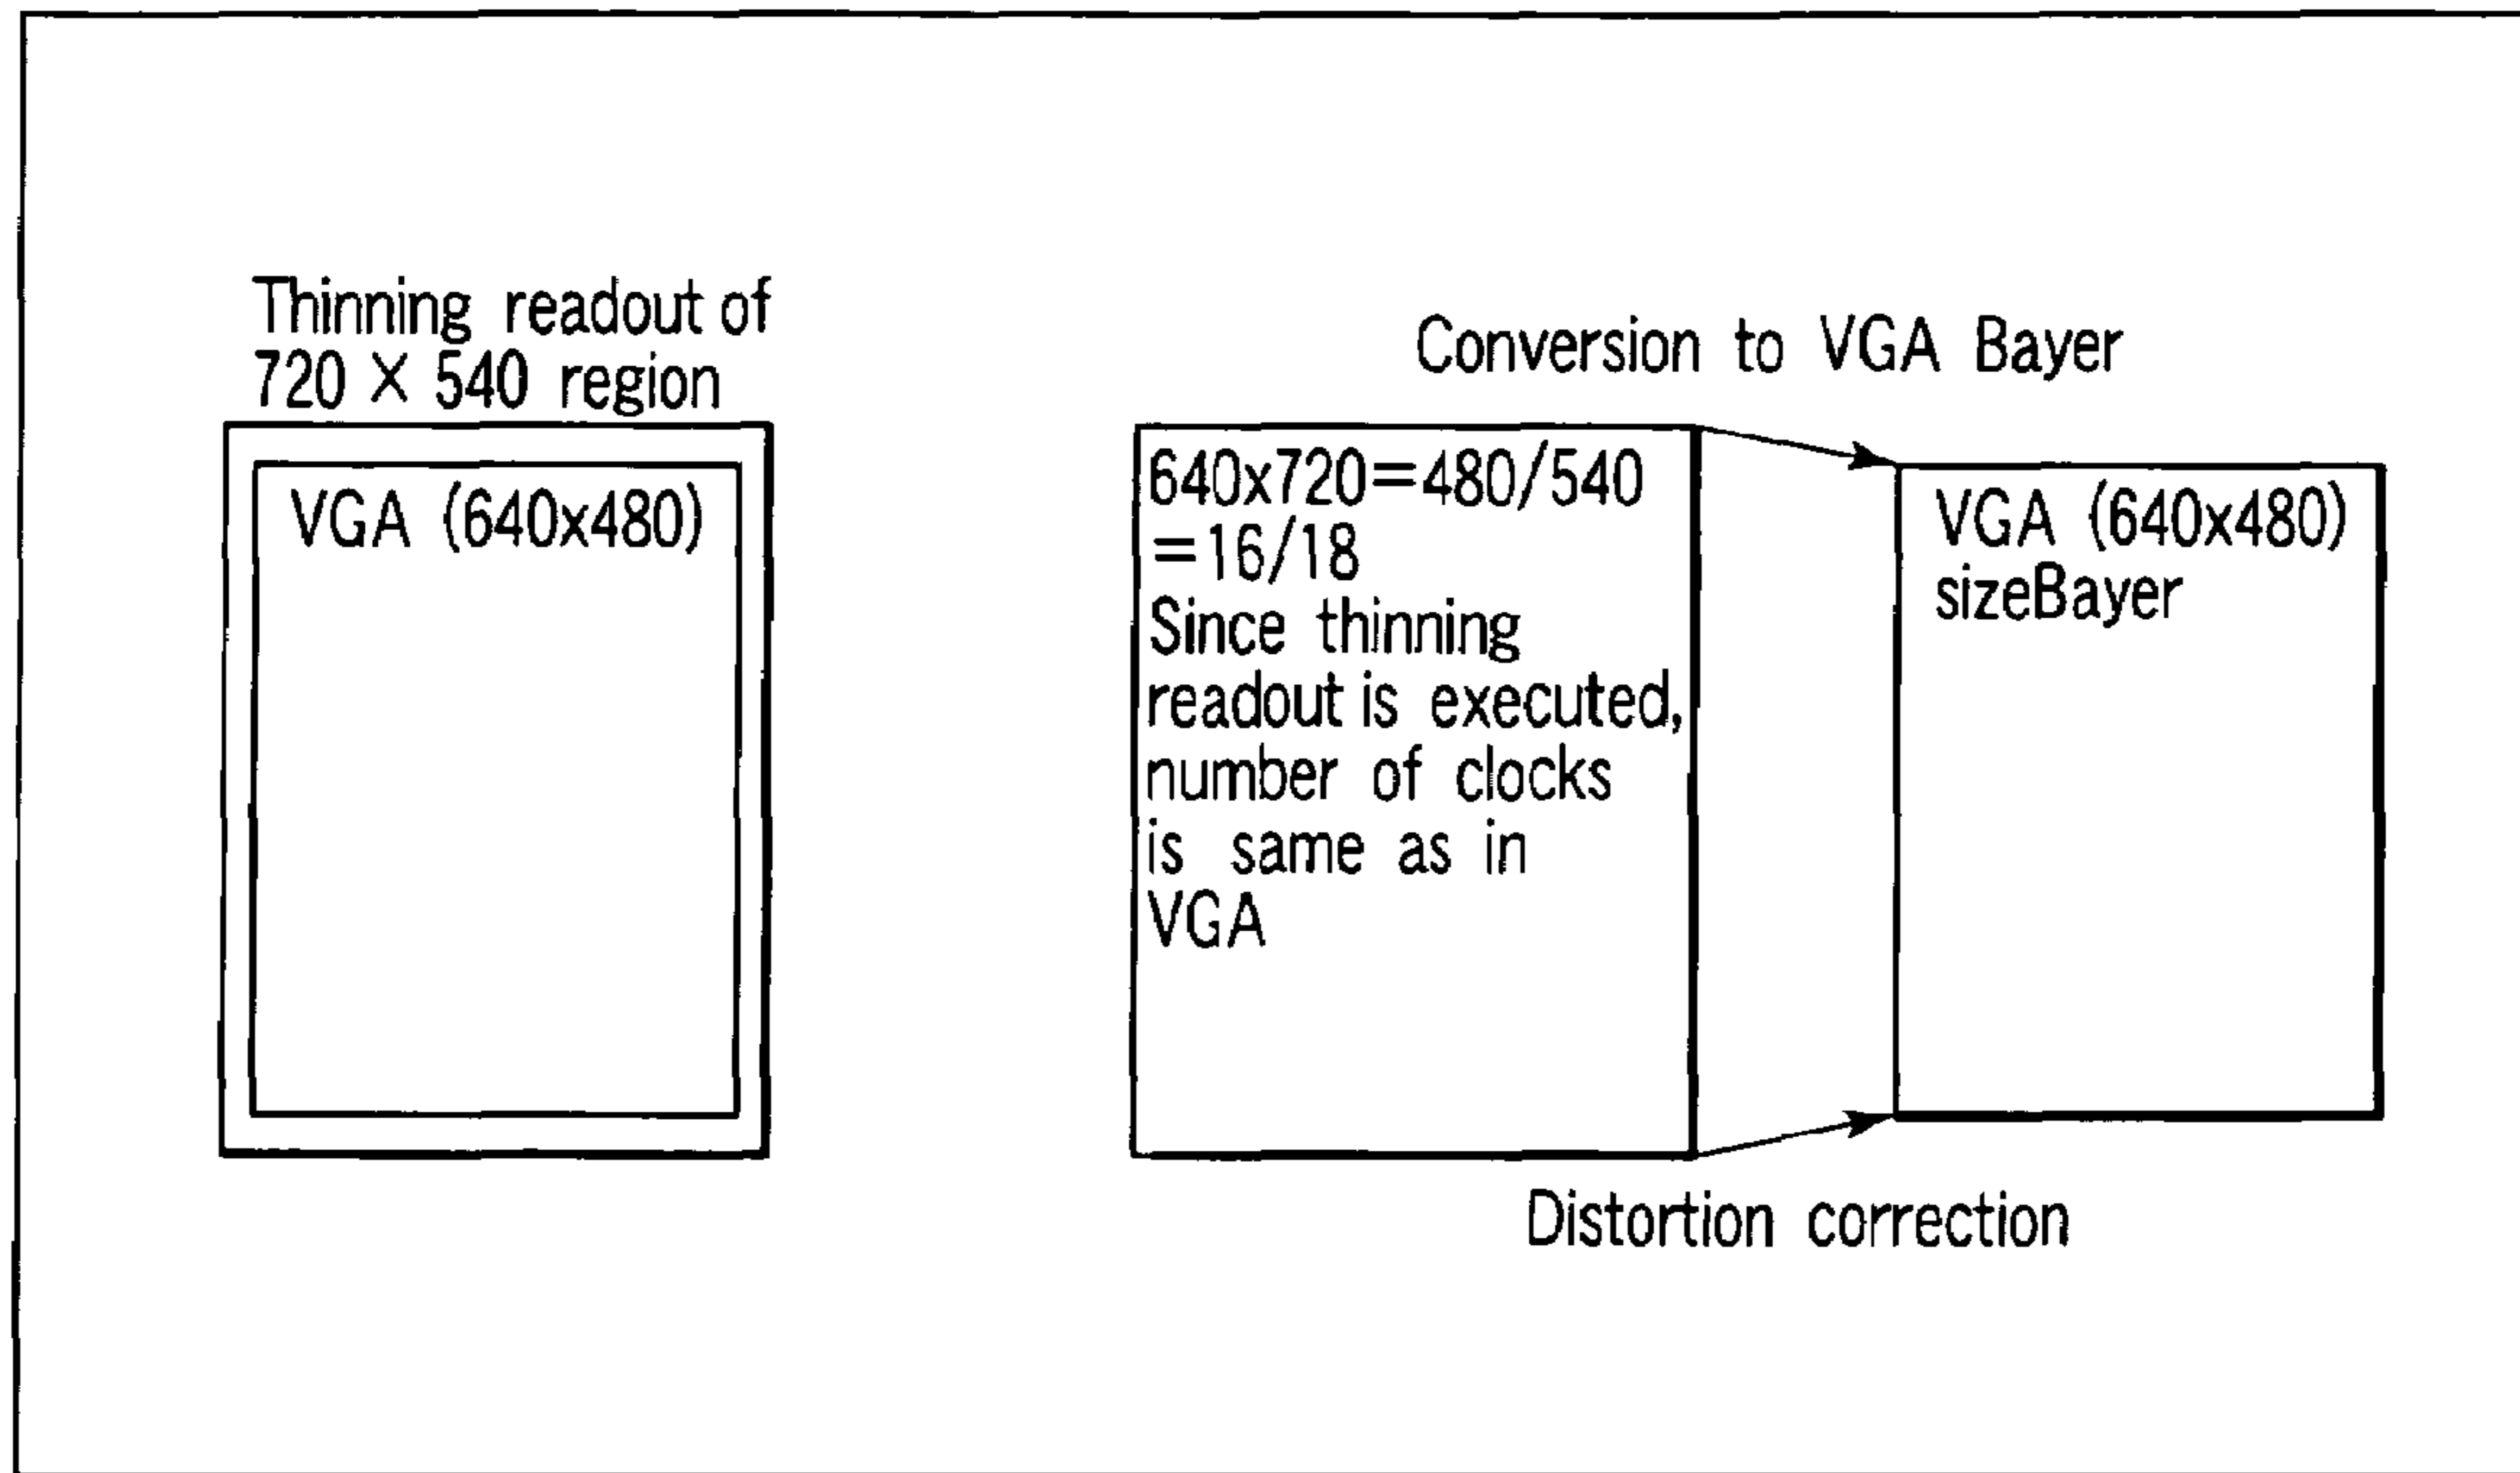 Thinning readout of
720 X 540 region
VGA (640x480)
Conversion to VGA Bayer
640x720=480/540
=16/18
Since thinning
readout is executed,
number of clocks
is same as in
VGA
VGA (640x480)
sizeBayer
Distortion correction